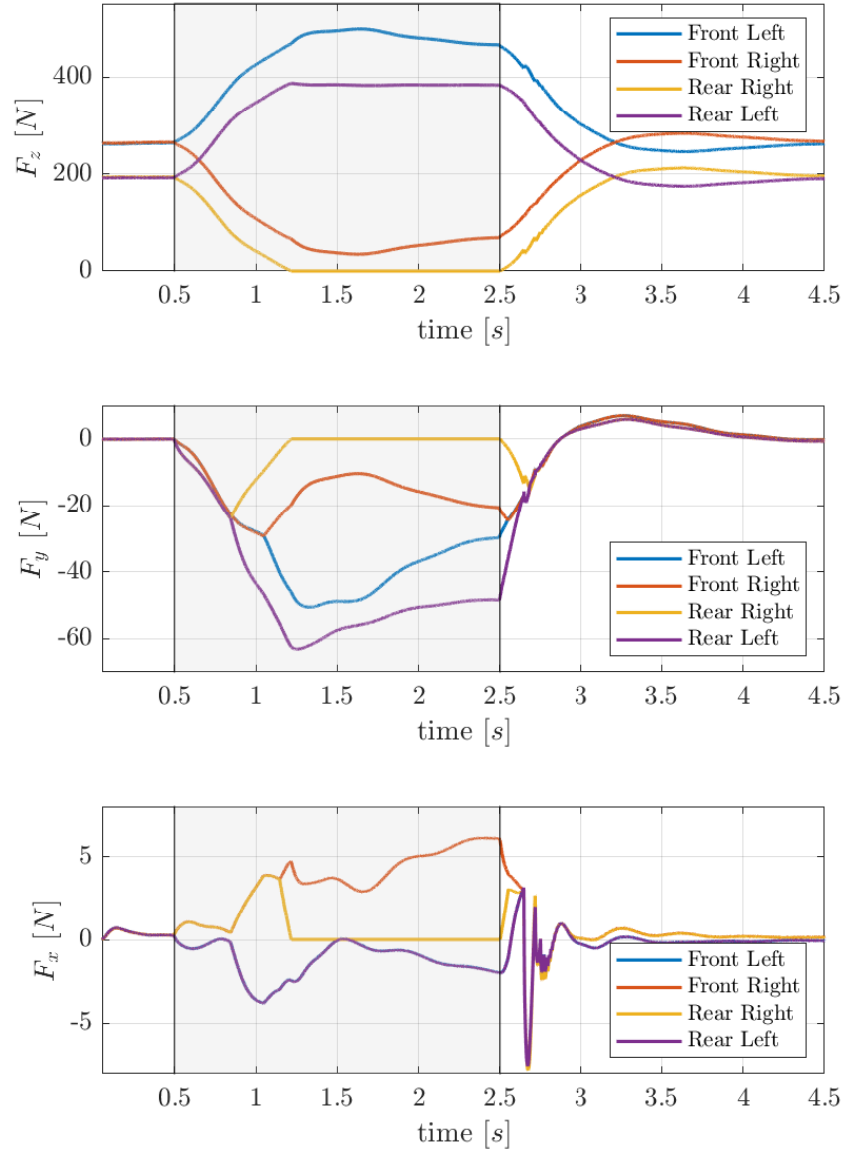 F_z [N]
400
200
0
Front Left
Front Right
Rear Right
Rear Left
0.5 1 1.5 2 2.5 3 3.5 4 4.5
time [s]
F_y [N]
0
-20
-40
-60
Front Left
Front Right
Rear Right
Rear Left
0.5 1 1.5 2 2.5 3 3.5 4 4.5
time [s]
F_x [N]
5
0
-5
Front Left
Front Right
Rear Right
Rear Left
0.5 1 1.5 2 2.5 3 3.5 4 4.5
time [s]